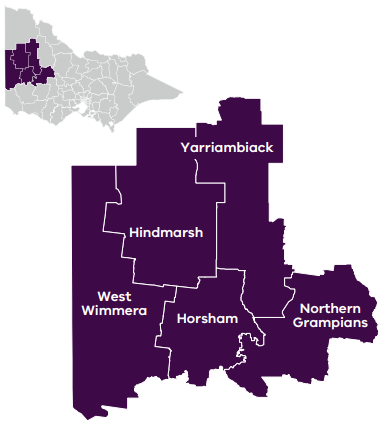 Yarriambiack
Hindmarsh
West
Wimmera
Horsham
Northern
Grampians